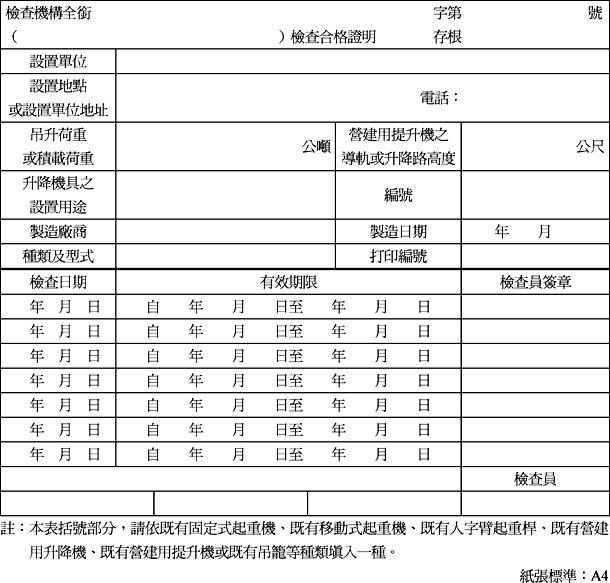 檢查機構全銜 字第 號
( )檢查合格證明 存根
設置單位
設置地點
或設置單位地址 電話：
吊升荷重
或積載荷重 公噸 營建用提升機之
導軌或升降路高度 公尺
升降機具之
設置用途 編號
製造廠商 製造日期 年 月
種類及型式 打印編號
檢查日期 有效期限 檢查員簽章
年 月 日 自 年 月 日至 年 月 日
年 月 日 自 年 月 日至 年 月 日
年 月 日 自 年 月 日至 年 月 日
年 月 日 自 年 月 日至 年 月 日
年 月 日 自 年 月 日至 年 月 日
年 月 日 自 年 月 日至 年 月 日
年 月 日 自 年 月 日至 年 月 日
檢查員
註：本表括號部分，請依既有固定式起重機、既有移動式起重機、既有人字臂起重桿、既有營建
用升降機、既有營建用提升機或既有吊籠等種類填入一種。
紙張標準：A4